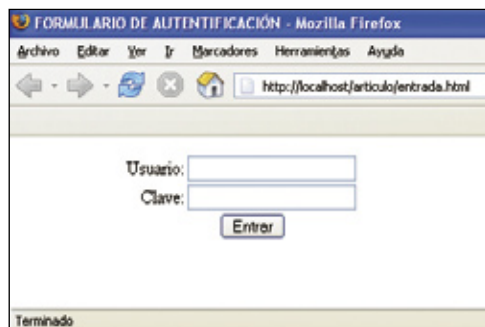 FORMULARIO DE AUTENTIFICACIÓN - Mozilla Firefox
Archivo Editar Ver Ir Marcadores Herramientas Ayuda
http://localhost/articulo/entrada.html
Usuario:
Clave:
Entrar
Terminado